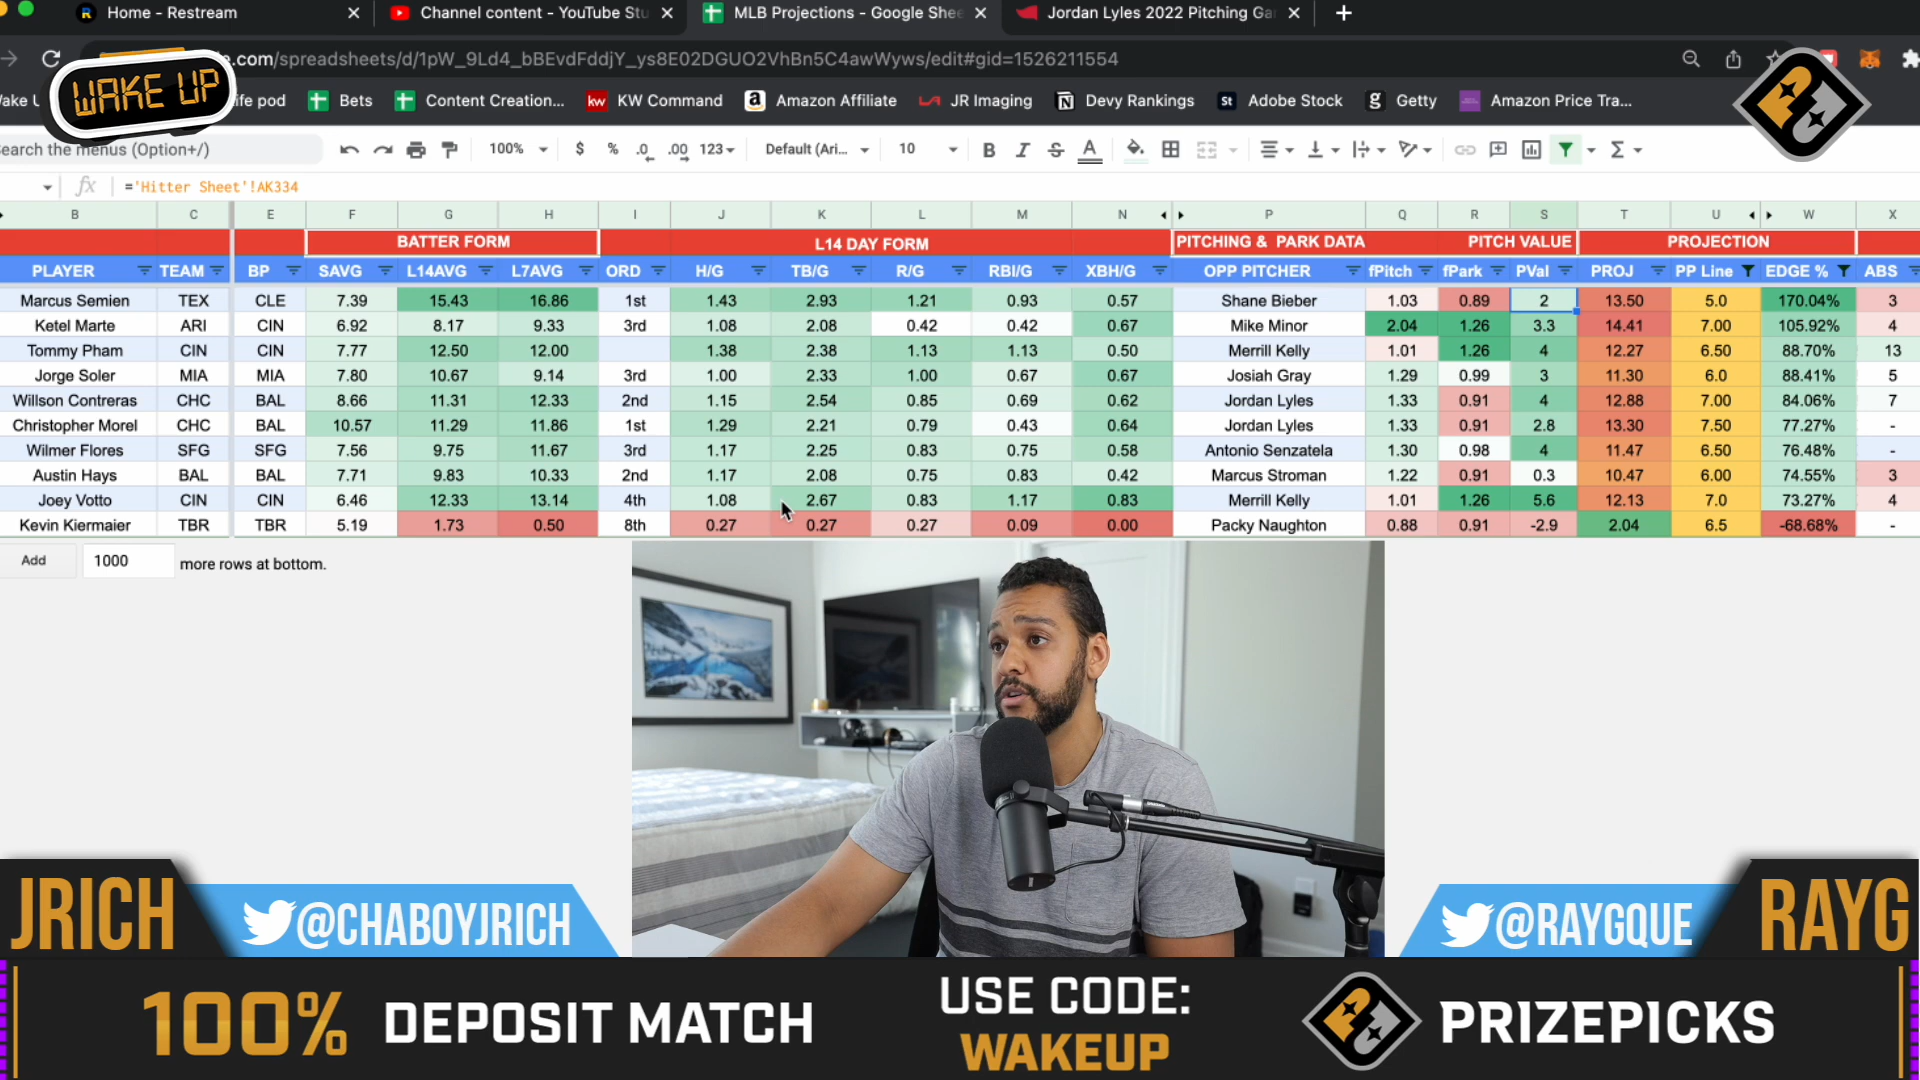 Home - Restream
Channel content - YouTube Stu
MLB Projections - Google Shee
Jordan Lyles 2022 Pitching Ga
e.com/spreadsheets/d/1pW_9Ld4_bBEvdFddjY_ys8E02DGUO2VhBn5C4awWyws/edit#gid=1526211554
WAKE UP
ake U
ife pod
Bets
Content Creation...
kw KW Command
a Amazon Affiliate
JR Imaging
Devy Rankings
St Adobe Stock
g Getty
Amazon Price Tra...
earch the menus (Option+/)
100%
$ % .0 .00 123
Default (Ari...
10
B I S A
Σ
fx ='Hitter Sheet'!AK334
B C E F G H I J K L M N P Q R S T U W X
BATTER FORM L14 DAY FORM PITCHING & PARK DATA PITCH VALUE PROJECTION
PLAYER TEAM BP SAVG L14AVG L7AVG ORD H/G TB/G R/G RBI/G XBH/G OPP PITCHER fPitch fPark PVal PROJ PP Line EDGE % ABS
Marcus Semien TEX CLE 7.39 15.43 16.86 1st 1.43 2.93 1.21 0.93 0.57 Shane Bieber 1.03 0.89 2 13.50 5.0 170.04% 3
Ketel Marte ARI CIN 6.92 8.17 9.33 3rd 1.08 2.08 0.42 0.42 0.67 Mike Minor 2.04 1.26 3.3 14.41 7.00 105.92% 4
Tommy Pham CIN CIN 7.77 12.50 12.00 1.38 2.38 1.13 1.13 0.50 Merrill Kelly 1.01 1.26 4 12.27 6.50 88.70% 13
Jorge Soler MIA MIA 7.80 10.67 9.14 3rd 1.00 2.33 1.00 0.67 0.67 Josiah Gray 1.29 0.99 3 11.30 6.0 88.41% 5
Willson Contreras CHC BAL 8.66 11.31 12.33 2nd 1.15 2.54 0.85 0.69 0.62 Jordan Lyles 1.33 0.91 4 12.88 7.00 84.06% 7
Christopher Morel CHC BAL 10.57 11.29 11.86 1st 1.29 2.21 0.79 0.43 0.64 Jordan Lyles 1.33 0.91 2.8 13.30 7.50 77.27% -
Wilmer Flores SFG SFG 7.56 9.75 11.67 3rd 1.17 2.25 0.83 0.75 0.58 Antonio Senzatela 1.30 0.98 4 11.47 6.50 76.48% -
Austin Hays BAL BAL 7.71 9.83 10.33 2nd 1.17 2.08 0.75 0.83 0.42 Marcus Stroman 1.22 0.91 0.3 10.47 6.00 74.55% 3
Joey Votto CIN CIN 6.46 12.33 13.14 4th 1.08 2.67 0.83 1.17 0.83 Merrill Kelly 1.01 1.26 5.6 12.13 7.0 73.27% 4
Kevin Kiermaier TBR TBR 5.19 1.73 0.50 8th 0.27 0.27 0.27 0.09 0.00 Packy Naughton 0.88 0.91 -2.9 2.04 6.5 -68.68% -
Add 1000 more rows at bottom.
JRICH
@CHABOYJRICH
@RAYGQUE
RAYG
100% DEPOSIT MATCH
USE CODE:
WAKEUP
PRIZEPICKS